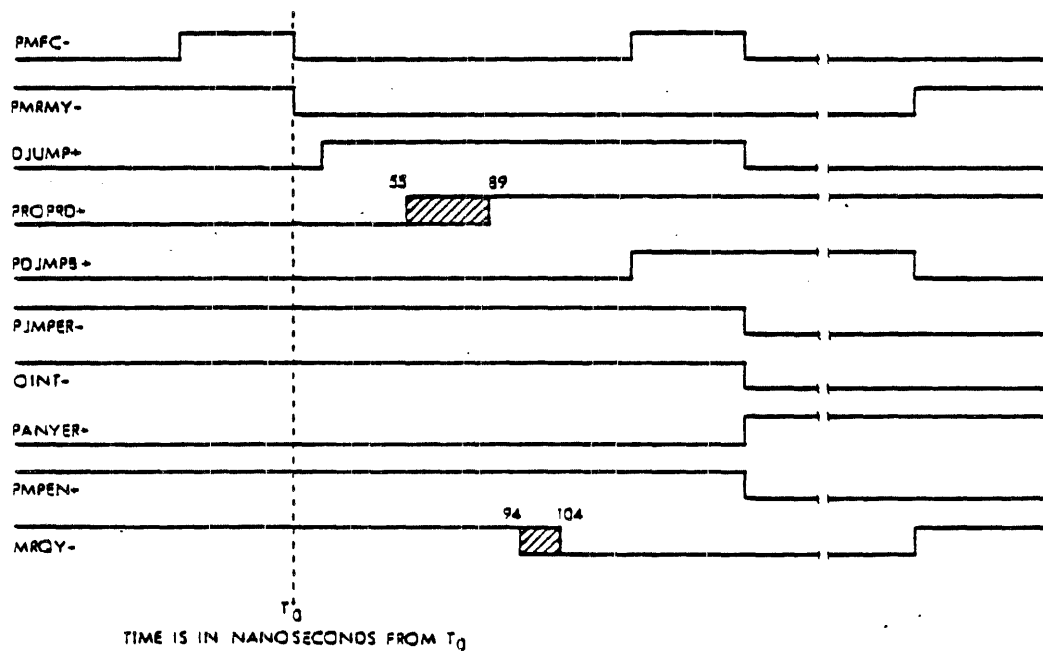 PMFC-
PMRMY-
DJUMP+
55 89
PROPRD+
PDJMPB+
PJMPER-
OINT-
PANYER+
PMPEN+
94 104
MRQY-
T0
TIME IS IN NANOSECONDS FROM T0